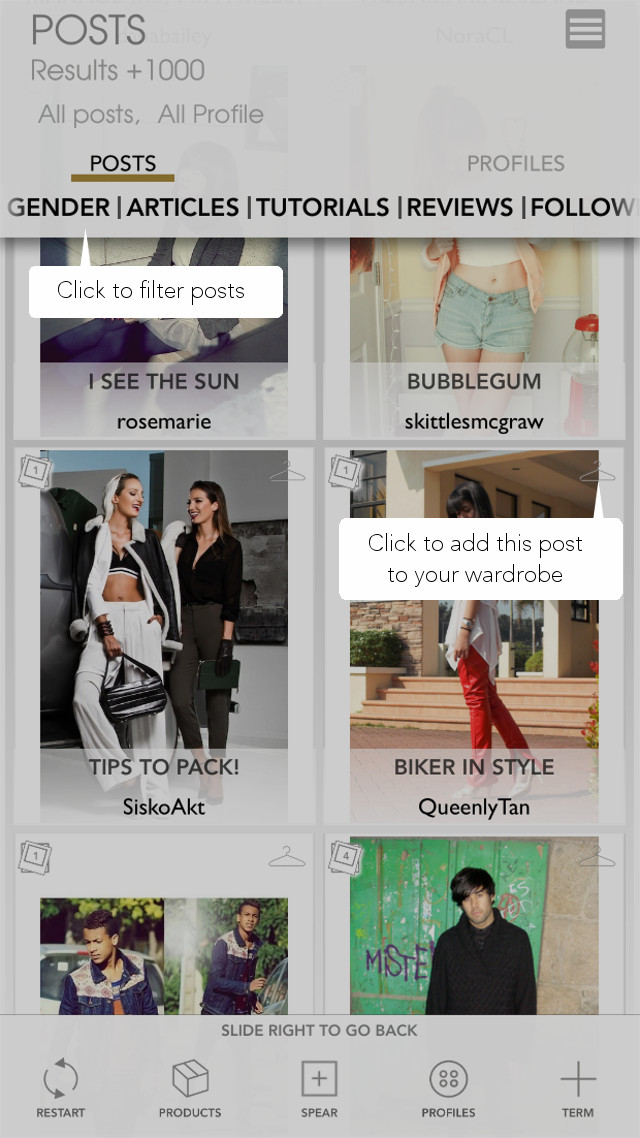 POSTS
NoraCL
Results +1000
All posts, All Profile
POSTS
PROFILES
GENDER | ARTICLES | TUTORIALS | REVIEWS | FOLLOW
Click to filter posts
I SEE THE SUN
rosemarie
BUBBLEGUM
skittlesmcgraw
1
1
Click to add this post
to your wardrobe
TIPS TO PACK!
SiskoAkt
BIKER IN STYLE
QueenlyTan
1
4
MISTE
SLIDE RIGHT TO GO BACK
RESTART
PRODUCTS
SPEAR
PROFILES
TERM